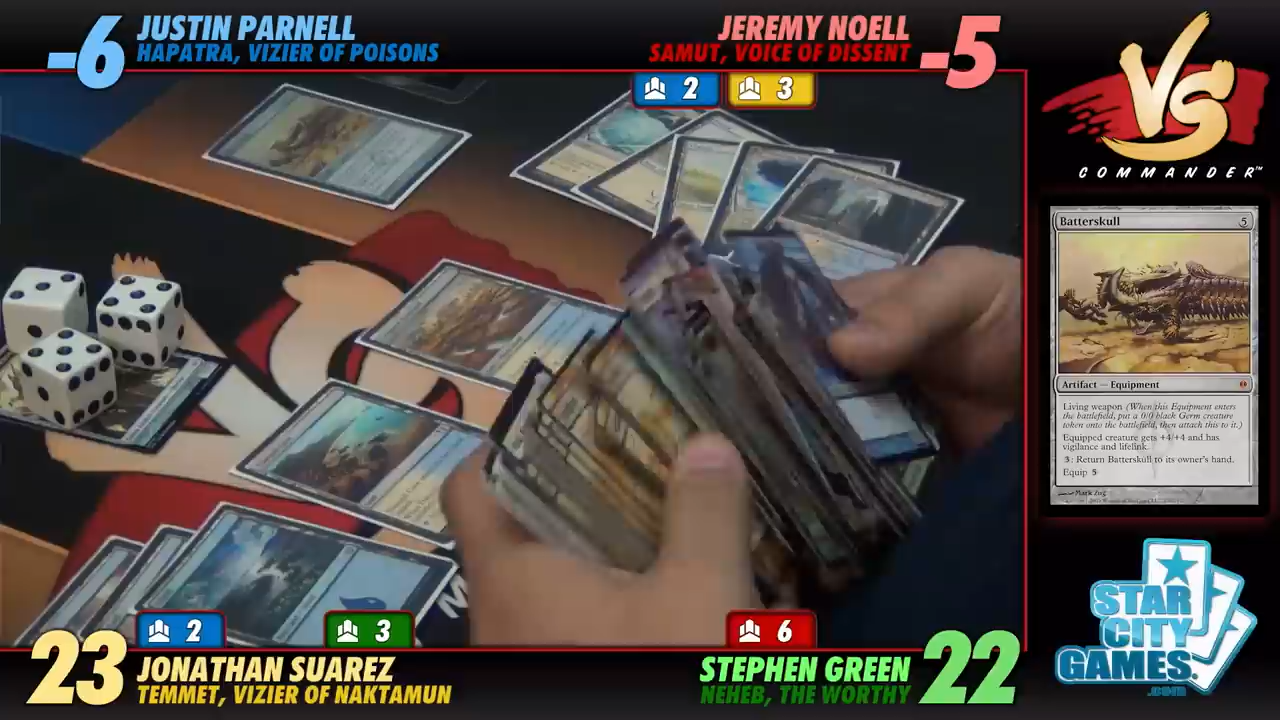 -6 JUSTIN PARNELL
HAPATRA, VIZIER OF POISONS
JEREMY NOELL -5
SAMUT, VOICE OF DISSENT
2 3
VS
COMMANDER™
Batterskull 5
Artifact — Equipment
Living weapon (When this Equipment enters
the battlefield, put a 0/0 black Germ creature
token onto the battlefield, then attach this to it.)
Equipped creature gets +4/+4 and has
vigilance and lifelink.
3: Return Batterskull to its owner's hand.
Equip 5
Mark Zug
STAR
CITY
GAMES
.com
2 3
6
23 JONATHAN SUAREZ
TEMMET, VIZIER OF NAKTAMUN
STEPHEN GREEN 22
NEHEB, THE WORTHY